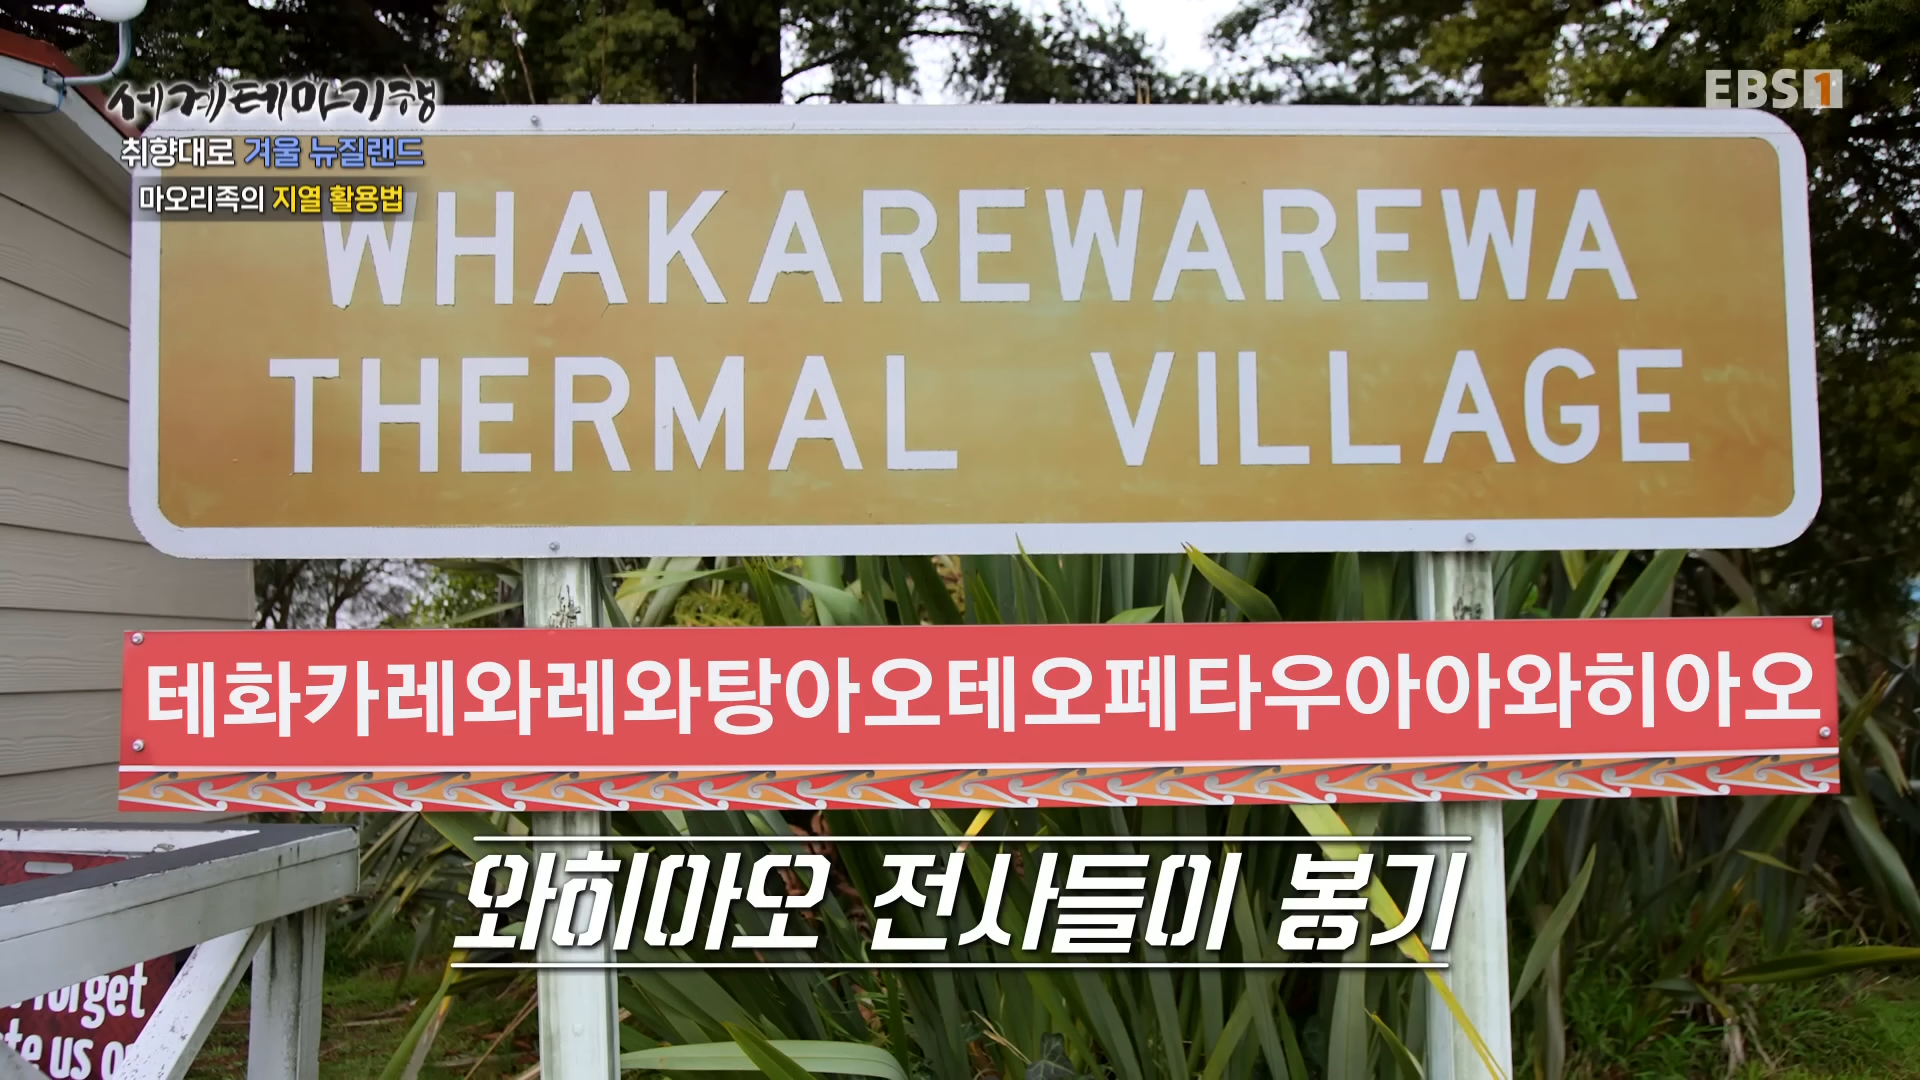 세계테마기행
EBS1
취향대로 겨울 뉴질랜드
마오리족의 지열 활용법
WHAKAREWAREWA
THERMAL VILLAGE
테화카레와레와탕아오테오페타우아아와히아오
와히아오 전사들이 봉기
forget
us